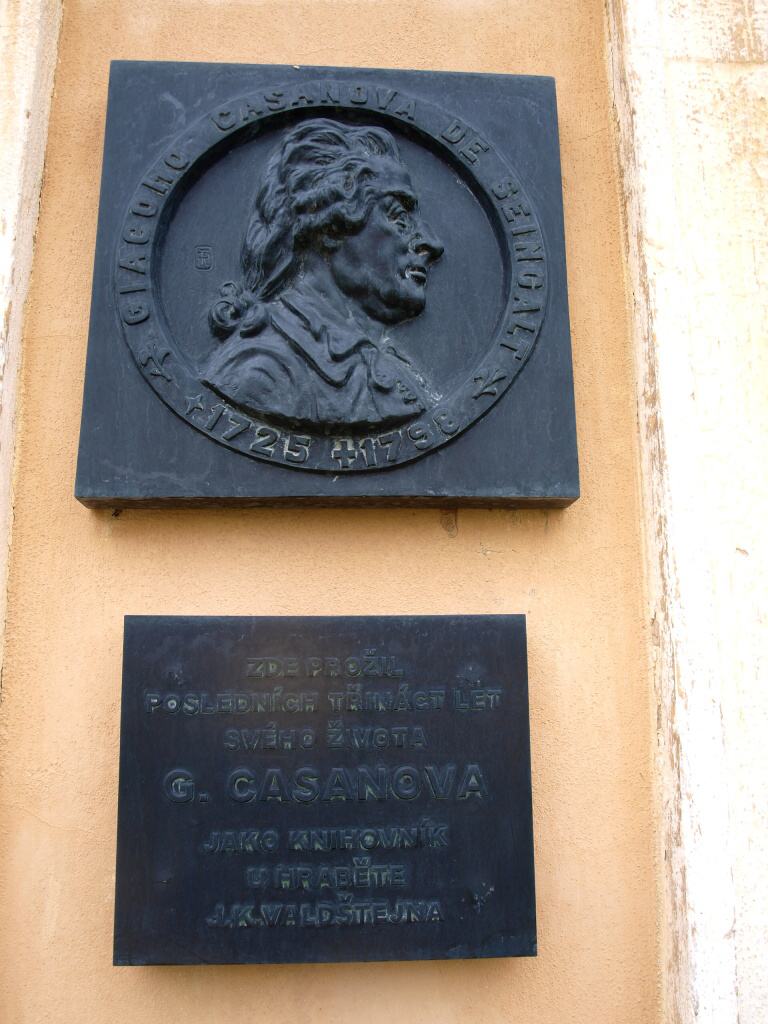 GIACOMO CASANOVA DE SEINGALT
* 1725 ✝ 1798
ZDE PROŽIL
POSLEDNÍCH TŘINÁCT LET
SVÉHO ŽIVOTA
G. CASANOVA
JAKO KNIHOVNÍK
U HRABĚTE
J.K.VALDŠTEJNA